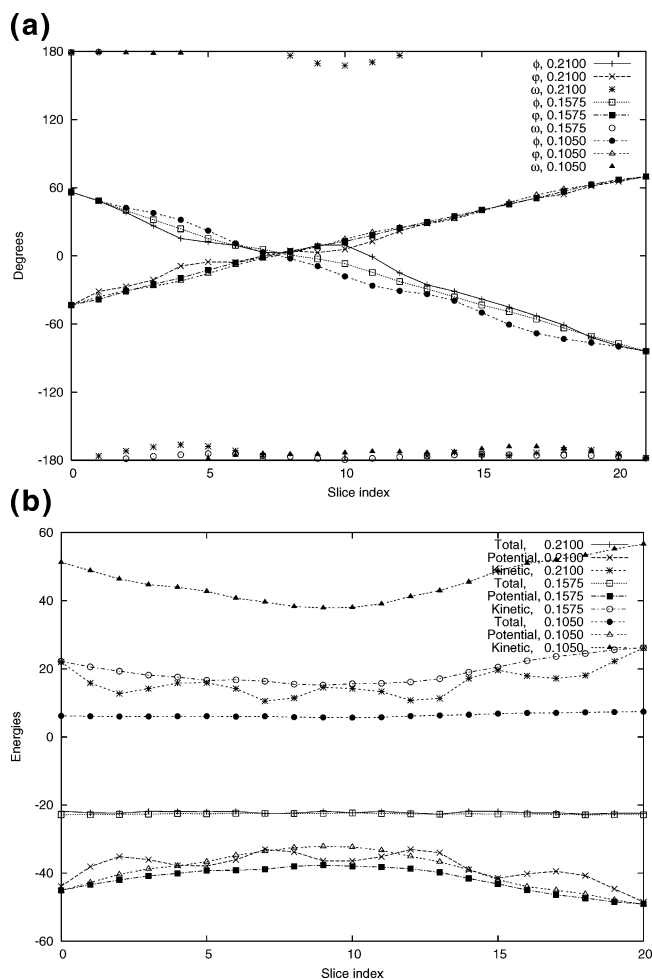 (a)
180
120
60
0
-60
-120
-180
Degrees
ϕ, 0.2100
φ, 0.2100
ω, 0.2100
ϕ, 0.1575
φ, 0.1575
ω, 0.1575
ϕ, 0.1050
φ, 0.1050
ω, 0.1050
0 5 10 15 20
Slice index
(b)
60
40
20
0
-20
-40
-60
Energies
Total, 0.2100
Potential, 0.2100
Kinetic, 0.2100
Total, 0.1575
Potential, 0.1575
Kinetic, 0.1575
Total, 0.1050
Potential, 0.1050
Kinetic, 0.1050
0 5 10 15 20
Slice index